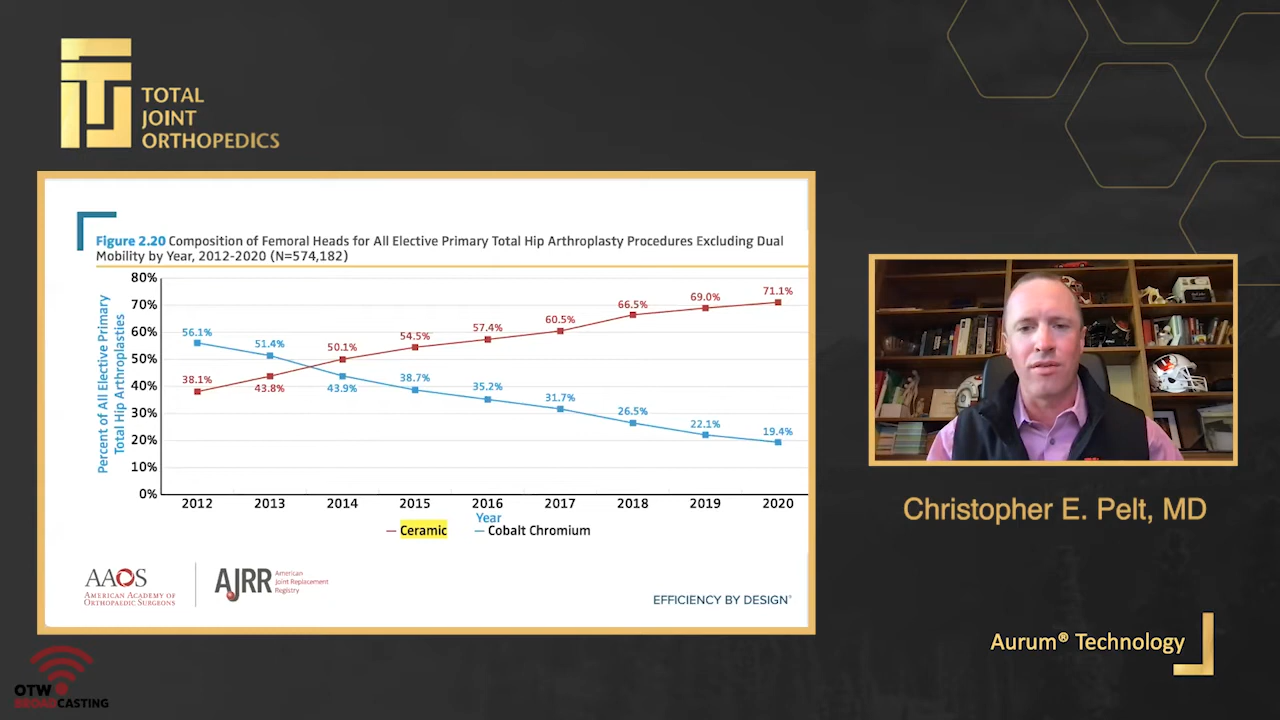 TOTAL
JOINT
ORTHOPEDICS
Figure 2.20 Composition of Femoral Heads for All Elective Primary Total Hip Arthroplasty Procedures Excluding Dual
Mobility by Year, 2012-2020 (N=574,182)
Percent of All Elective Primary
Total Hip Arthroplasties
80%
70%
60%
50%
40%
30%
20%
10%
0%
56.1%
51.4%
50.1%
54.5%
57.4%
60.5%
66.5%
69.0%
71.1%
38.1%
43.8%
43.9%
38.7%
35.2%
31.7%
26.5%
22.1%
19.4%
2012 2013 2014 2015 2016 2017 2018 2019 2020
Year
Ceramic Cobalt Chromium
AAOS
AMERICAN ACADEMY OF
ORTHOPAEDIC SURGEONS
AJRR
American
Joint Replacement
Registry
EFFICIENCY BY DESIGN®
Christopher E. Pelt, MD
Aurum® Technology
OTW
BROADCASTING